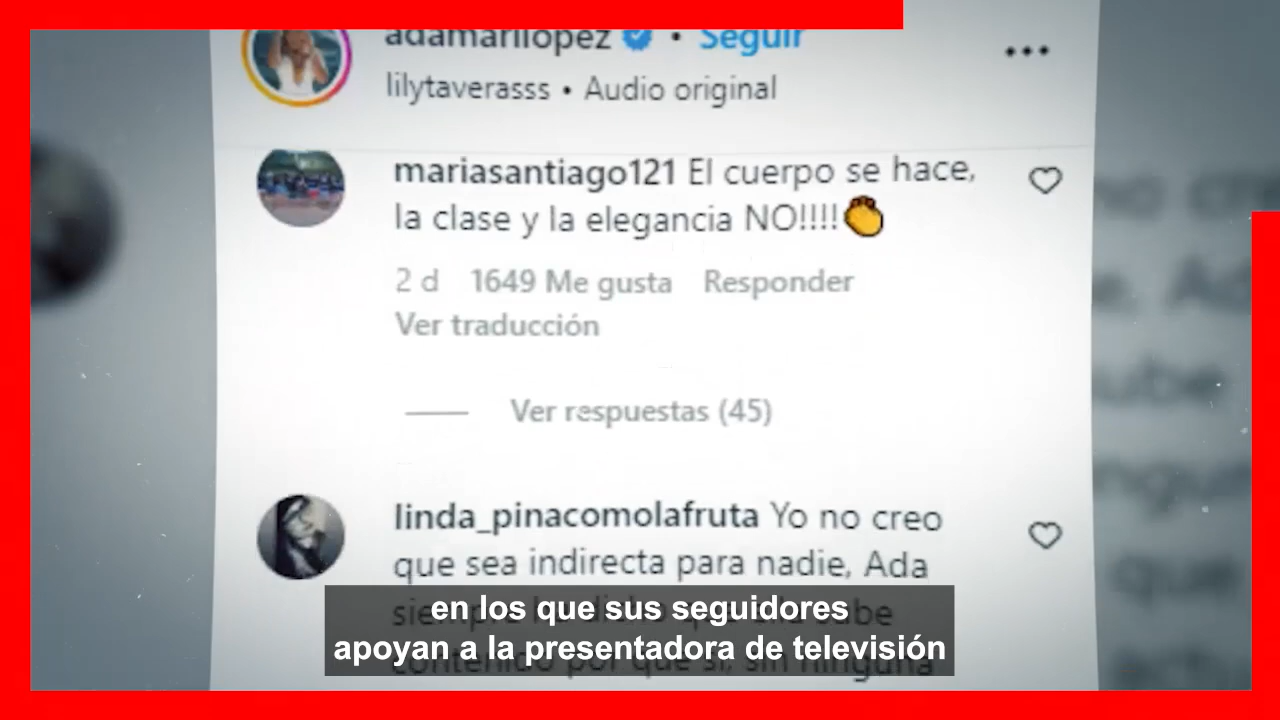 adamarilopez • Seguir
lilytaverasss • Audio original
mariasantiago121 El cuerpo se hace,
la clase y la elegancia NO!!!!👏
2 d 1649 Me gusta Responder
Ver traducción
Ver respuestas (45)
linda_pinacomolafruta Yo no creo
que sea indirecta para nadie, Ada
en los que sus seguidores
apoyan a la presentadora de televisión